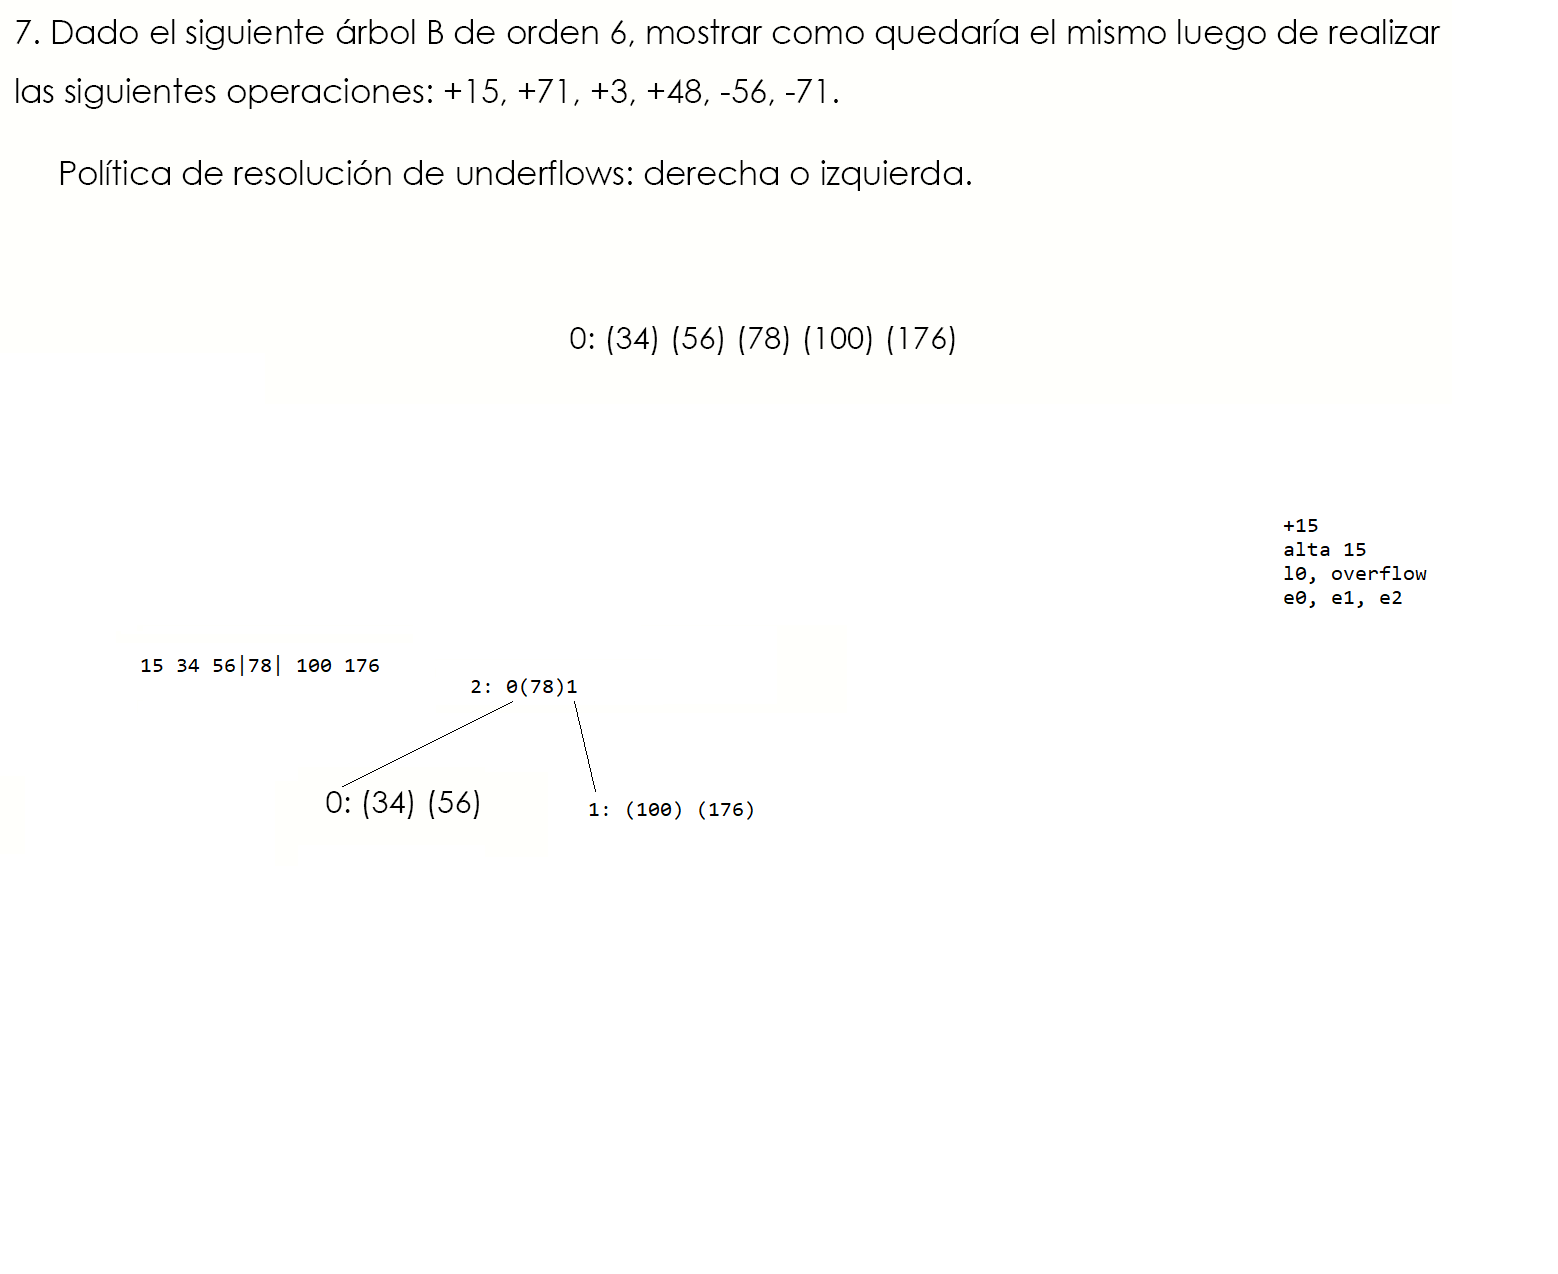 7. Dado el siguiente árbol B de orden 6, mostrar como quedaría el mismo luego de realizar
las siguientes operaciones: +15, +71, +3, +48, -56, -71.
Política de resolución de underflows: derecha o izquierda.
0: (34) (56) (78) (100) (176)
+15
alta 15
l0, overflow
e0, e1, e2
15 34 56|78| 100 176
2: 0(78)1
0: (34) (56)
1: (100) (176)